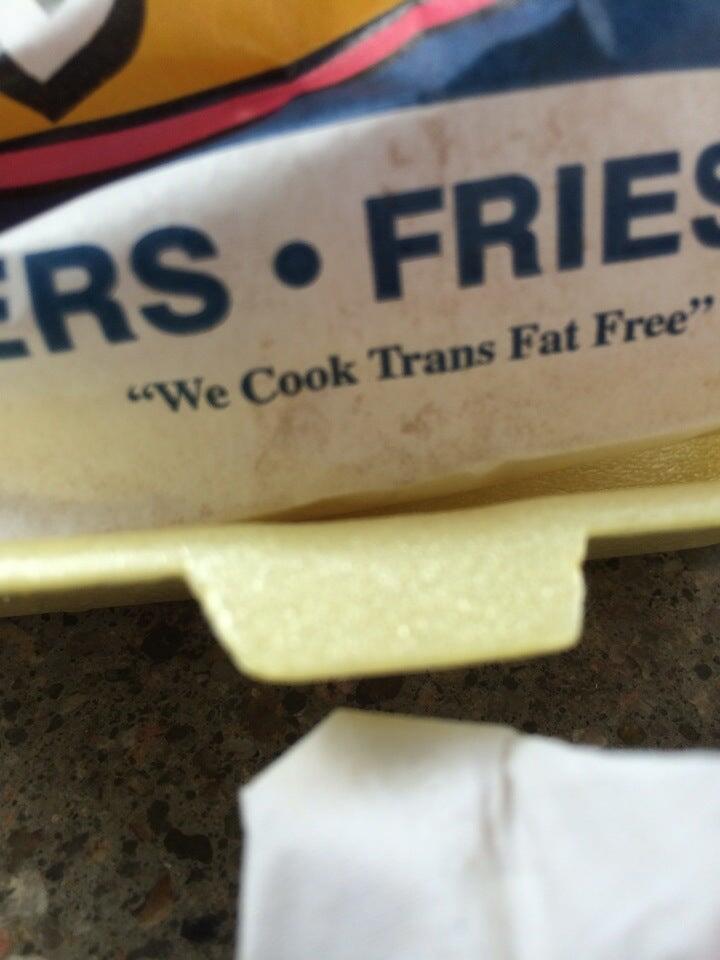 ERS • FRIES
“We Cook Trans Fat Free”